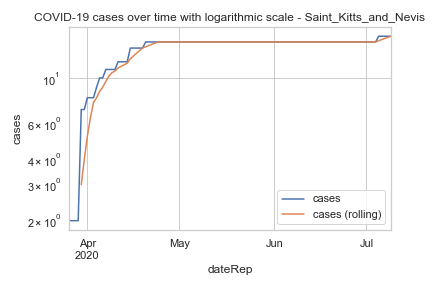 COVID-19 cases over time with logarithmic scale - Saint_Kitts_and_Nevis
10¹
6 × 10⁰
4 × 10⁰
3 × 10⁰
2 × 10⁰
cases
cases
cases (rolling)
Apr
2020
May
Jun
Jul
dateRep